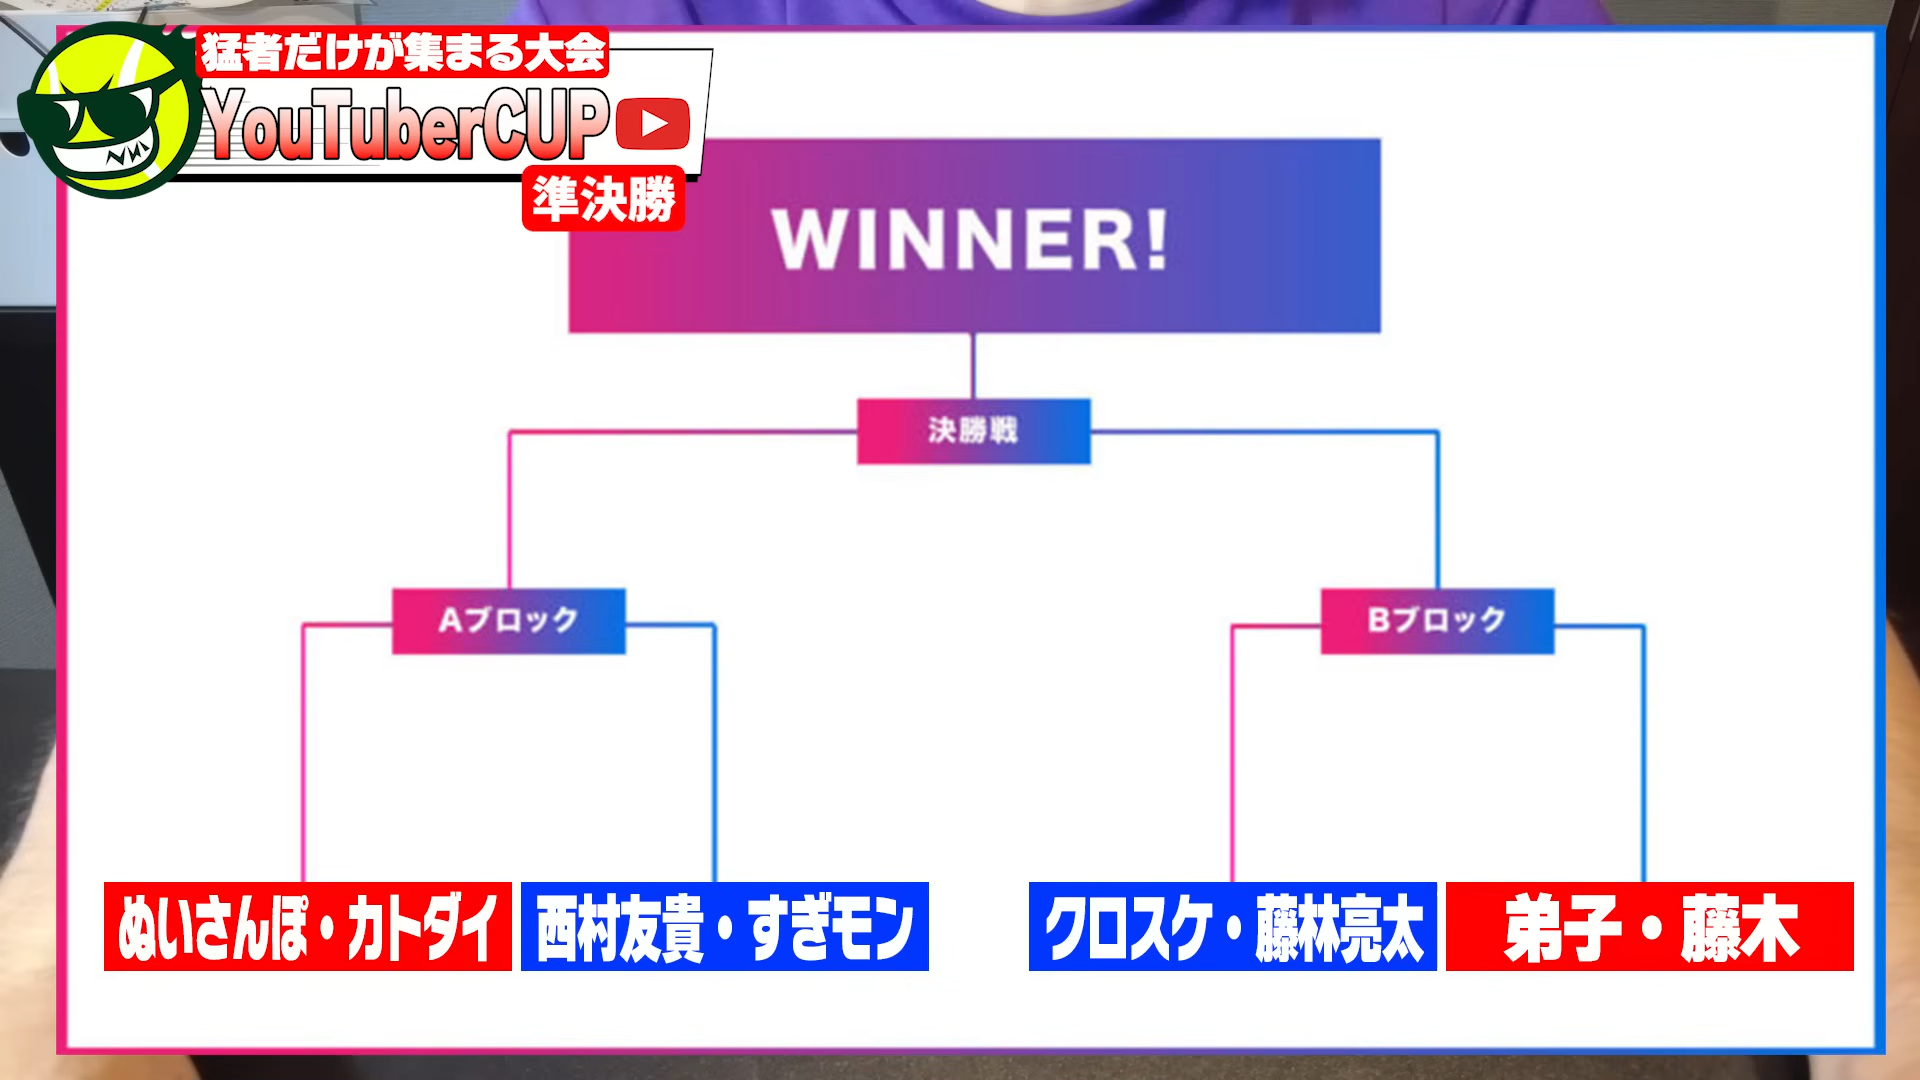 猛者だけが集まる大会
YouTuberCUP
準決勝
WINNER!
決勝戦
Aブロック
Bブロック
ぬいさんぽ・カトダイ
西村友貴・すぎモン
クロスケ・藤林亮太
弟子・藤木